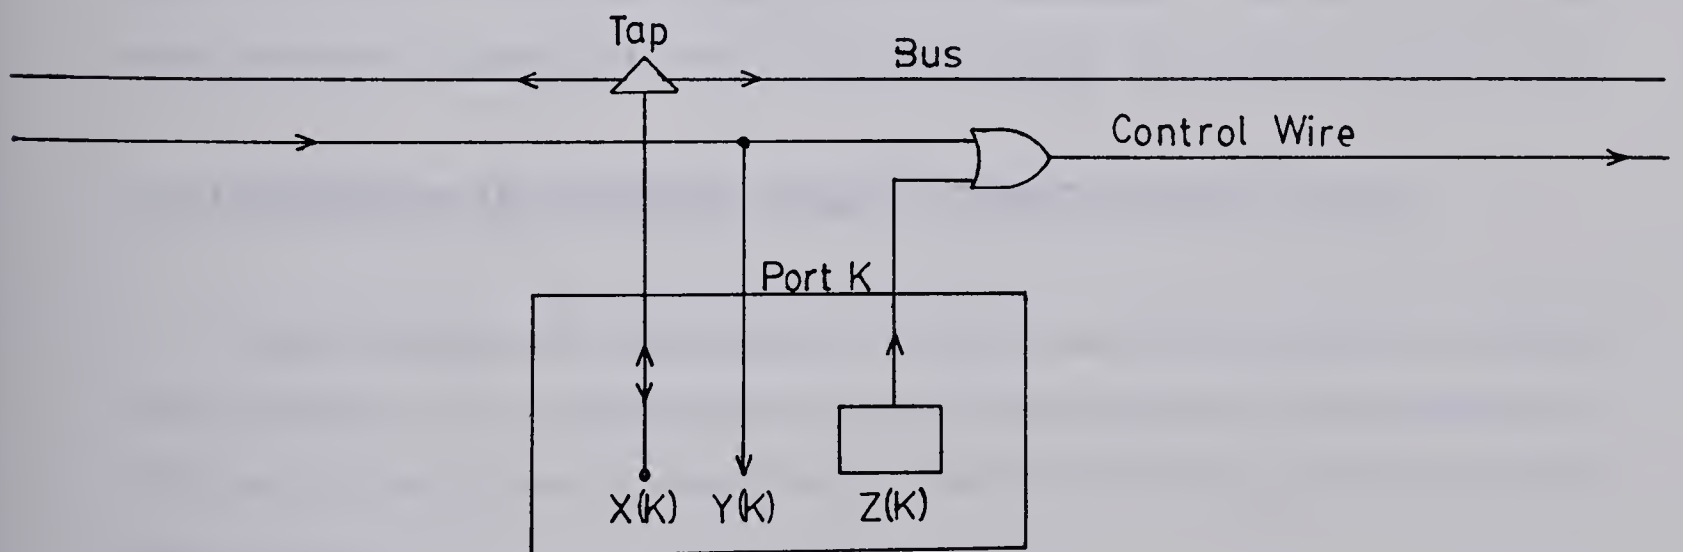 Tap
Bus
Control Wire
Port K
X(K) Y(K) Z(K)